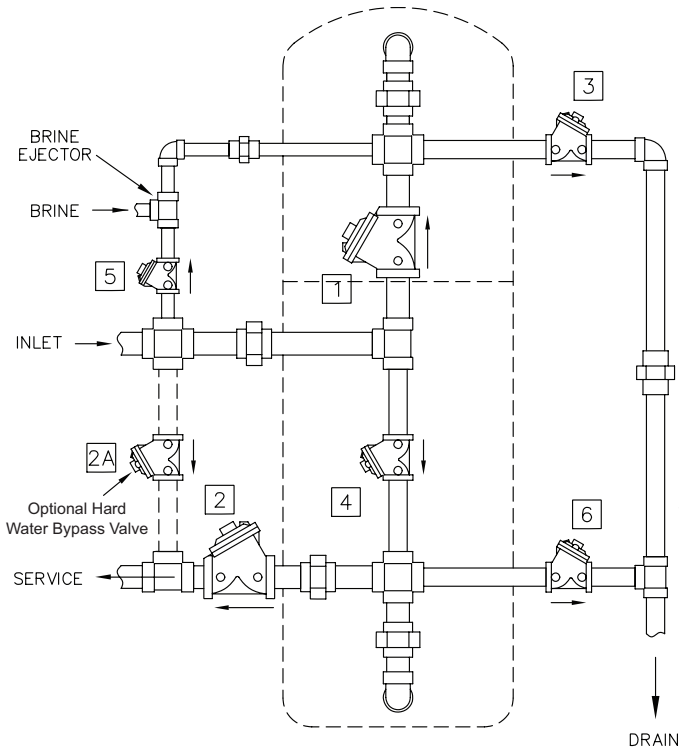 3
BRINE
EJECTOR
BRINE
5
1
INLET
2A
Optional Hard
Water Bypass Valve
2
4
6
SERVICE
DRAIN